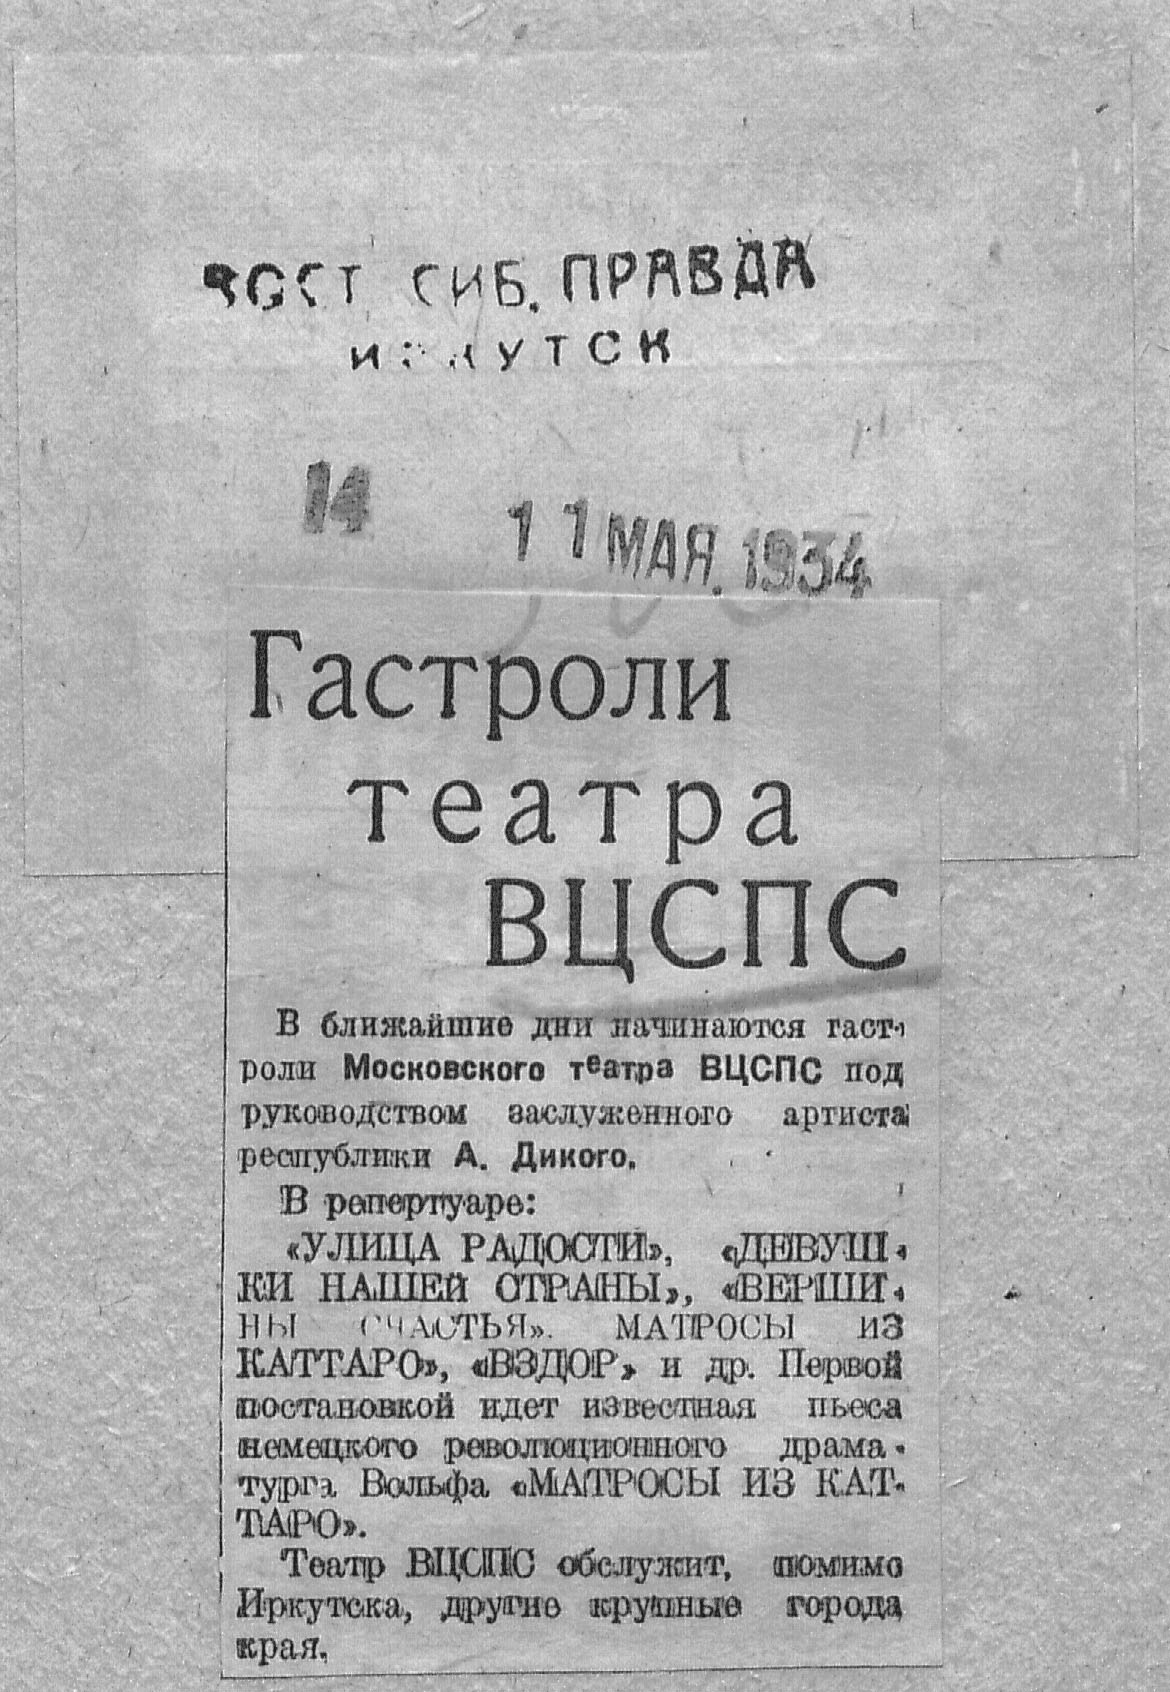 ВОСТ СИБ. ПРАВДА
ИРКУТСК
14
11 МАЯ. 1934
Гастроли
театра
ВЦСПС
В ближайшие дни начинаются гаст-
роли Московского театра ВЦСПС под
руководством заслуженного артиста
республики А. Дикого.
В репертуаре:
«УЛИЦА РАДОСТИ», «ДЕВУШ-
КИ НАШЕЙ СТРАНЫ», «ВЕРШИ-
НЫ СЧАСТЬЯ». МАТРОСЫ ИЗ
КАТТАРО», «ВЗДОР» и др. Первой
постановкой идет известная пьеса
немецкого революционного драма-
турга Вольфа «МАТРОСЫ ИЗ КАТ-
ТАРО».
Театр ВЦСПС обслужит, помимо
Иркутска, другие крупные города
края.